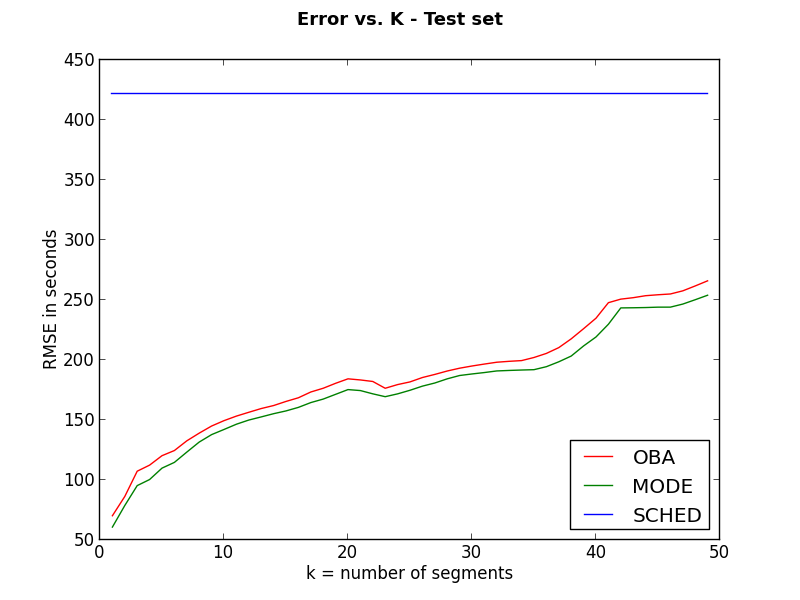 Error vs. K - Test set
450
400
350
300
250
200
150
100
50
RMSE in seconds
OBA
MODE
SCHED
0 10 20 30 40 50
k = number of segments